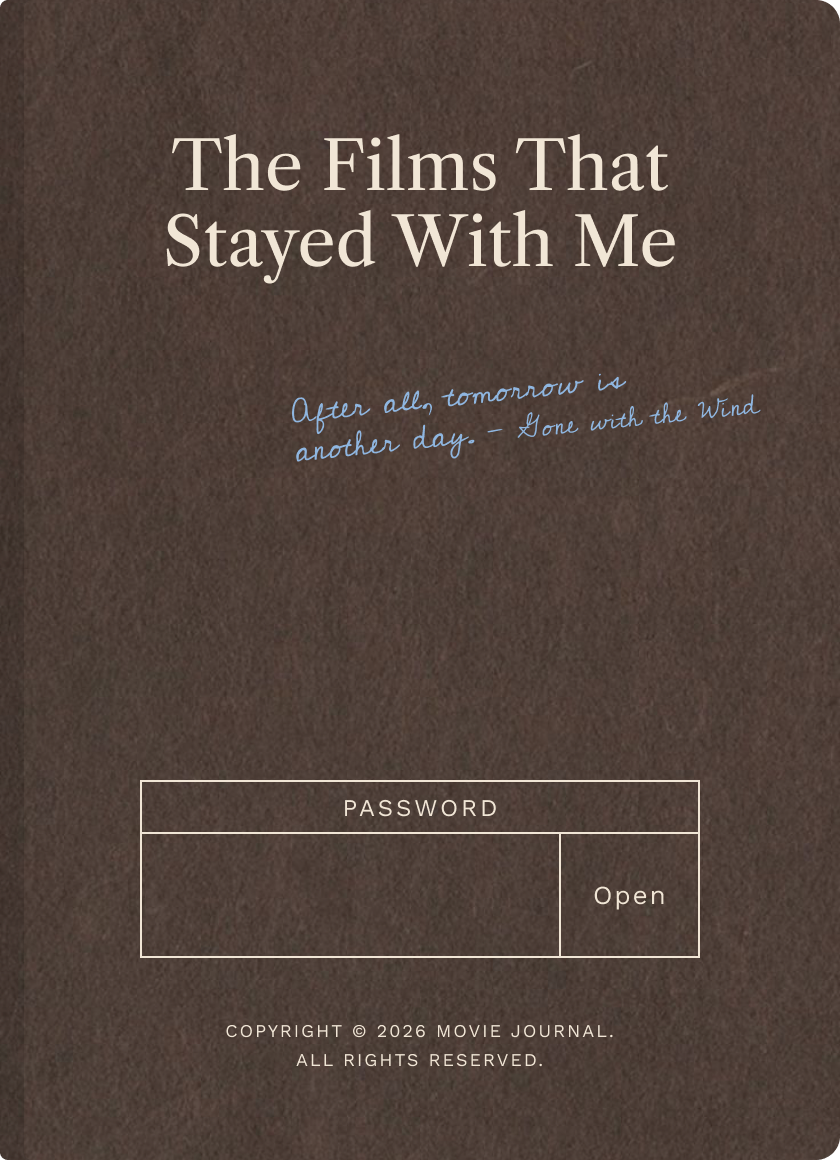 The Films That
Stayed With Me
After all, tomorrow is
another day. – Gone with the Wind
PASSWORD
Open
COPYRIGHT © 2026 MOVIE JOURNAL.
ALL RIGHTS RESERVED.